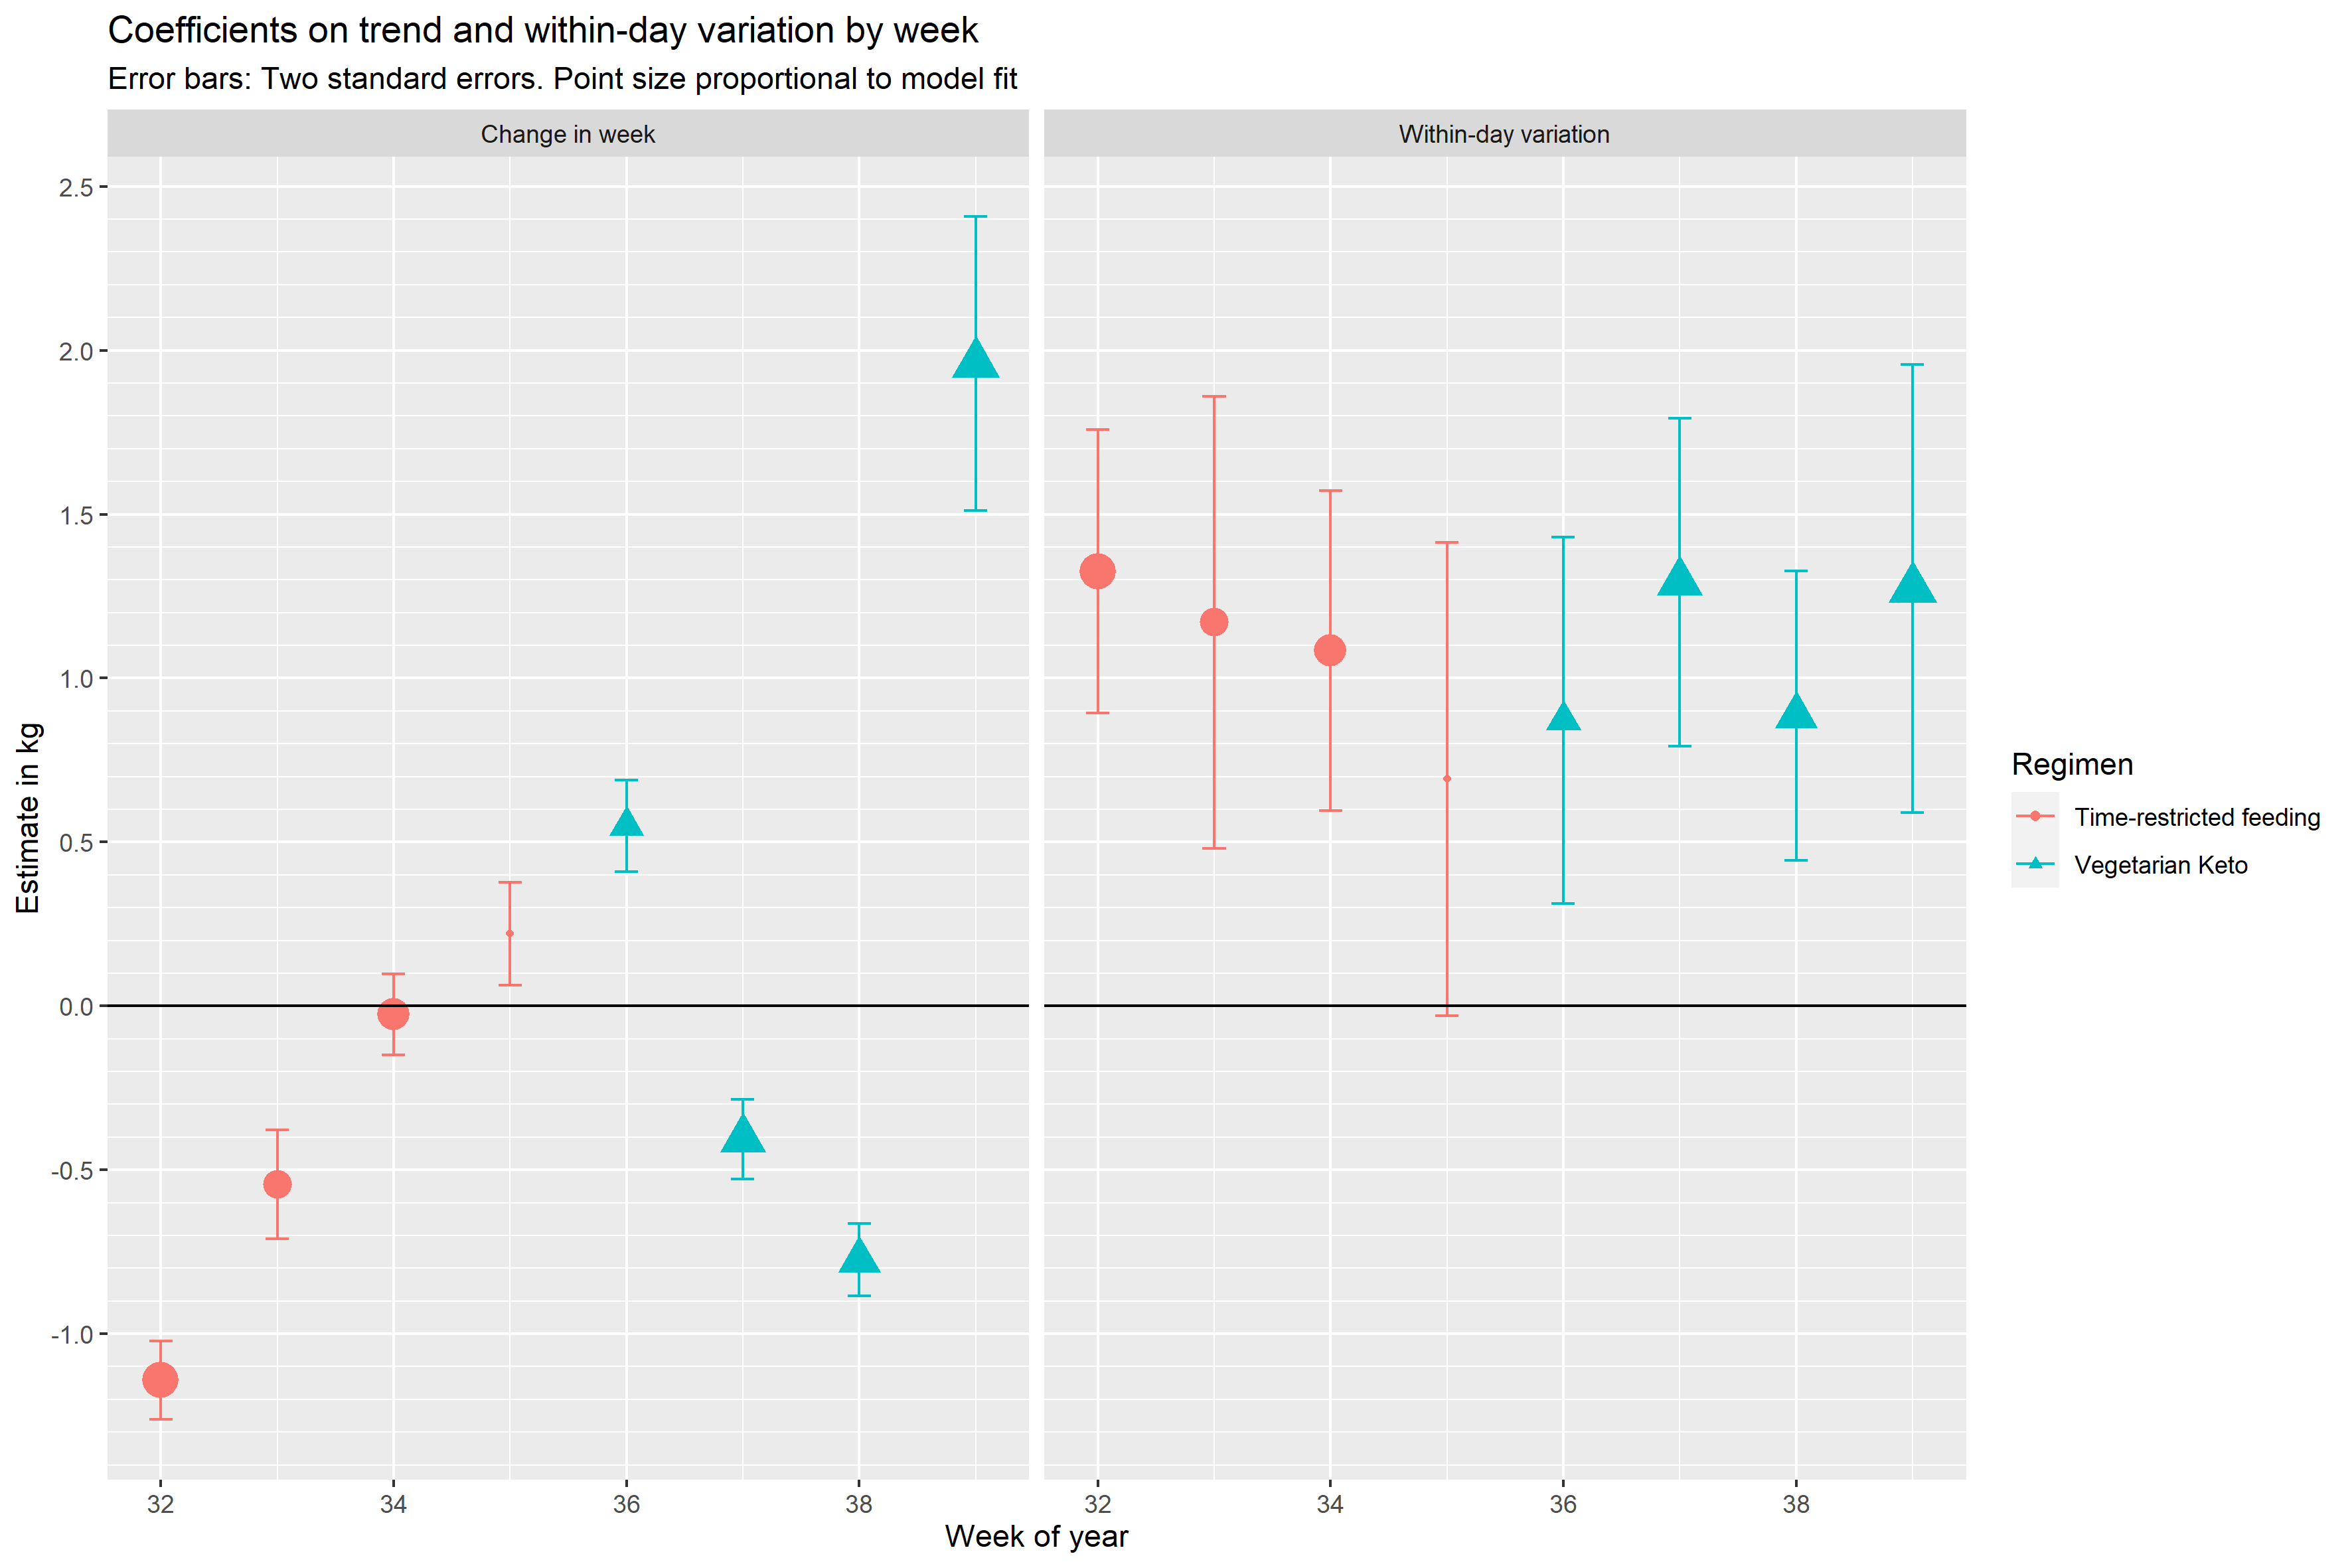 Coefficients on trend and within-day variation by week
Error bars: Two standard errors. Point size proportional to model fit
Change in week
Within-day variation
2.5
2.0
1.5
1.0
0.5
0.0
-0.5
-1.0
Estimate in kg
32 34 36 38
32 34 36 38
Week of year
Regimen
Time-restricted feeding
Vegetarian Keto